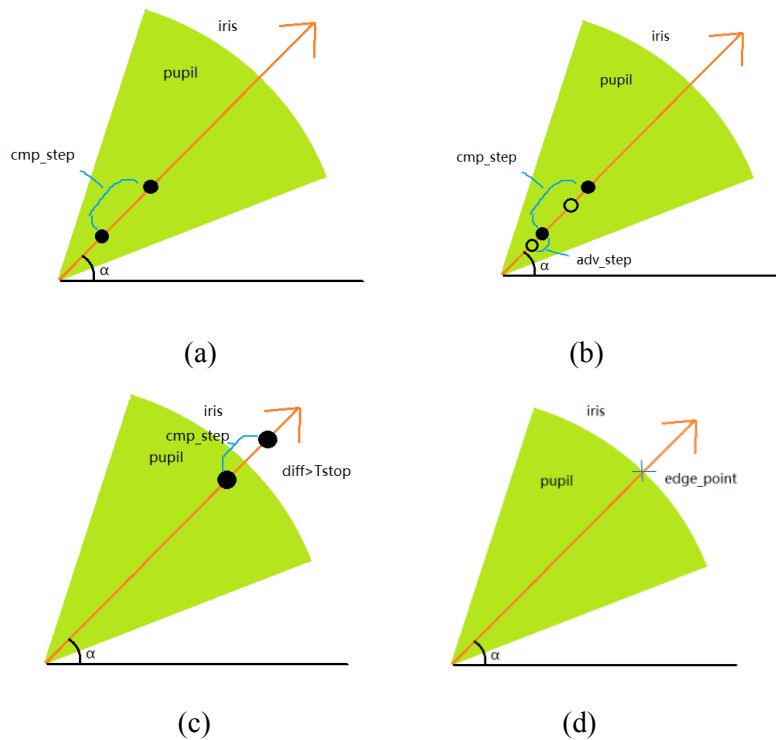 iris
pupil
cmp_step
α
(a)
iris
pupil
cmp_step
α
adv_step
(b)
iris
cmp_step
pupil
diff>Tstop
α
(c)
iris
pupil
edge_point
α
(d)